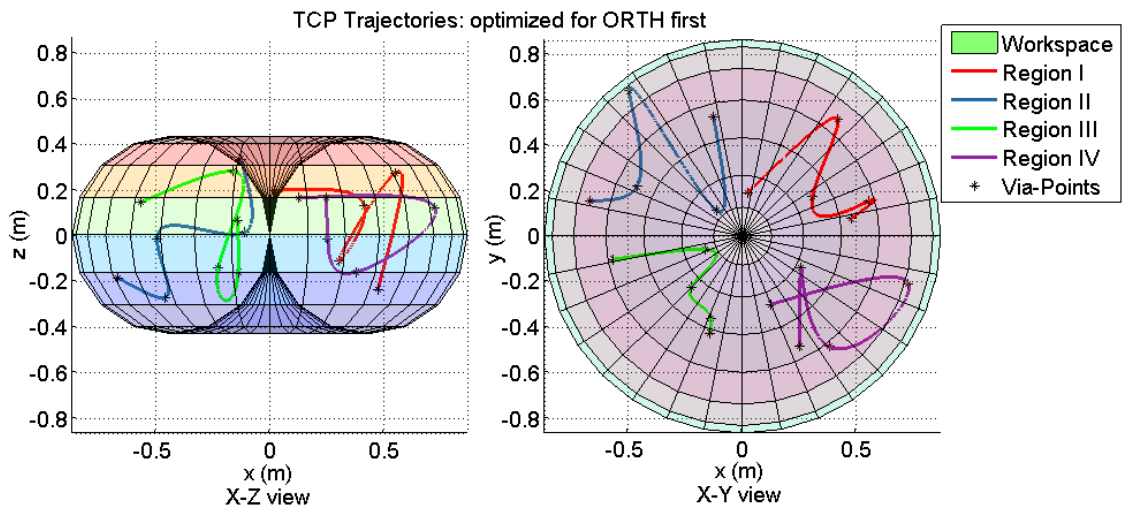 TCP Trajectories: optimized for ORTH first
0.8
0.6
0.4
0.2
0
-0.2
-0.4
-0.6
-0.8
z (m)
-0.5
0
0.5
x (m)
X-Z view
0.8
0.6
0.4
0.2
0
-0.2
-0.4
-0.6
-0.8
y (m)
-0.5
0
0.5
x (m)
X-Y view
Workspace
Region I
Region II
Region III
Region IV
Via-Points